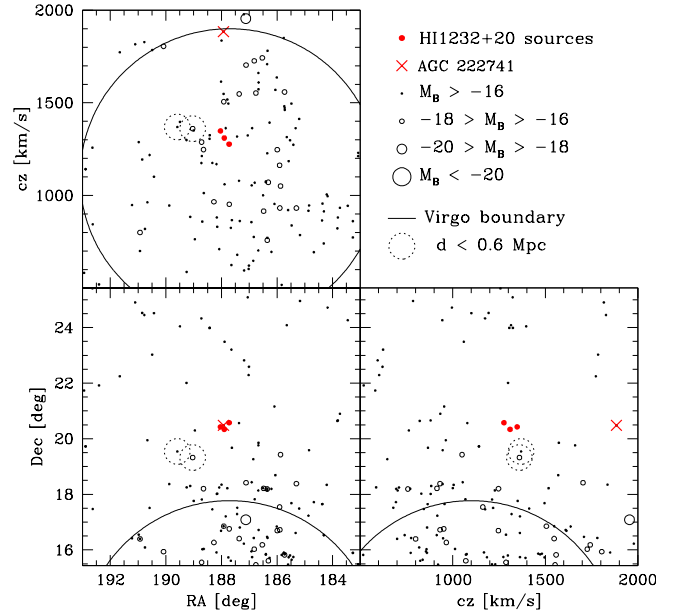 2000
1500
1000
cz [km/s]
HI1232+20 sources
AGC 222741
M_B > −16
−18 > M_B > −16
−20 > M_B > −18
M_B < −20
Virgo boundary
d < 0.6 Mpc
24
22
20
18
16
Dec [deg]
192 190 188 186 184
RA [deg]
1000 1500 2000
cz [km/s]